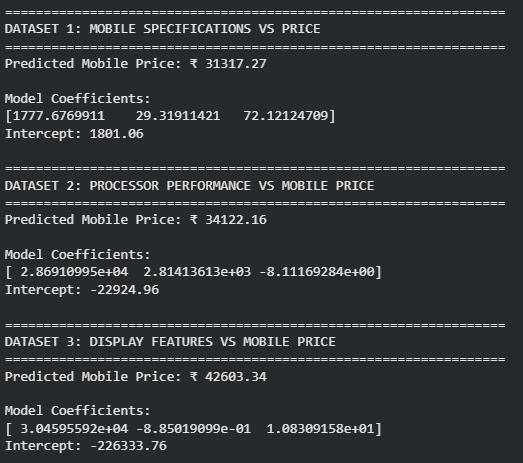 =================================================================
DATASET 1: MOBILE SPECIFICATIONS VS PRICE
=================================================================
Predicted Mobile Price: ₹ 31317.27
Model Coefficients:
[1777.6769911    29.31911421   72.12124709]
Intercept: 1801.06
=================================================================
DATASET 2: PROCESSOR PERFORMANCE VS MOBILE PRICE
=================================================================
Predicted Mobile Price: ₹ 34122.16
Model Coefficients:
[ 2.86910995e+04  2.81413613e+03 -8.11169284e+00]
Intercept: -22924.96
=================================================================
DATASET 3: DISPLAY FEATURES VS MOBILE PRICE
=================================================================
Predicted Mobile Price: ₹ 42603.34
Model Coefficients:
[ 3.04595592e+04 -8.85019099e-01  1.08309158e+01]
Intercept: -226333.76